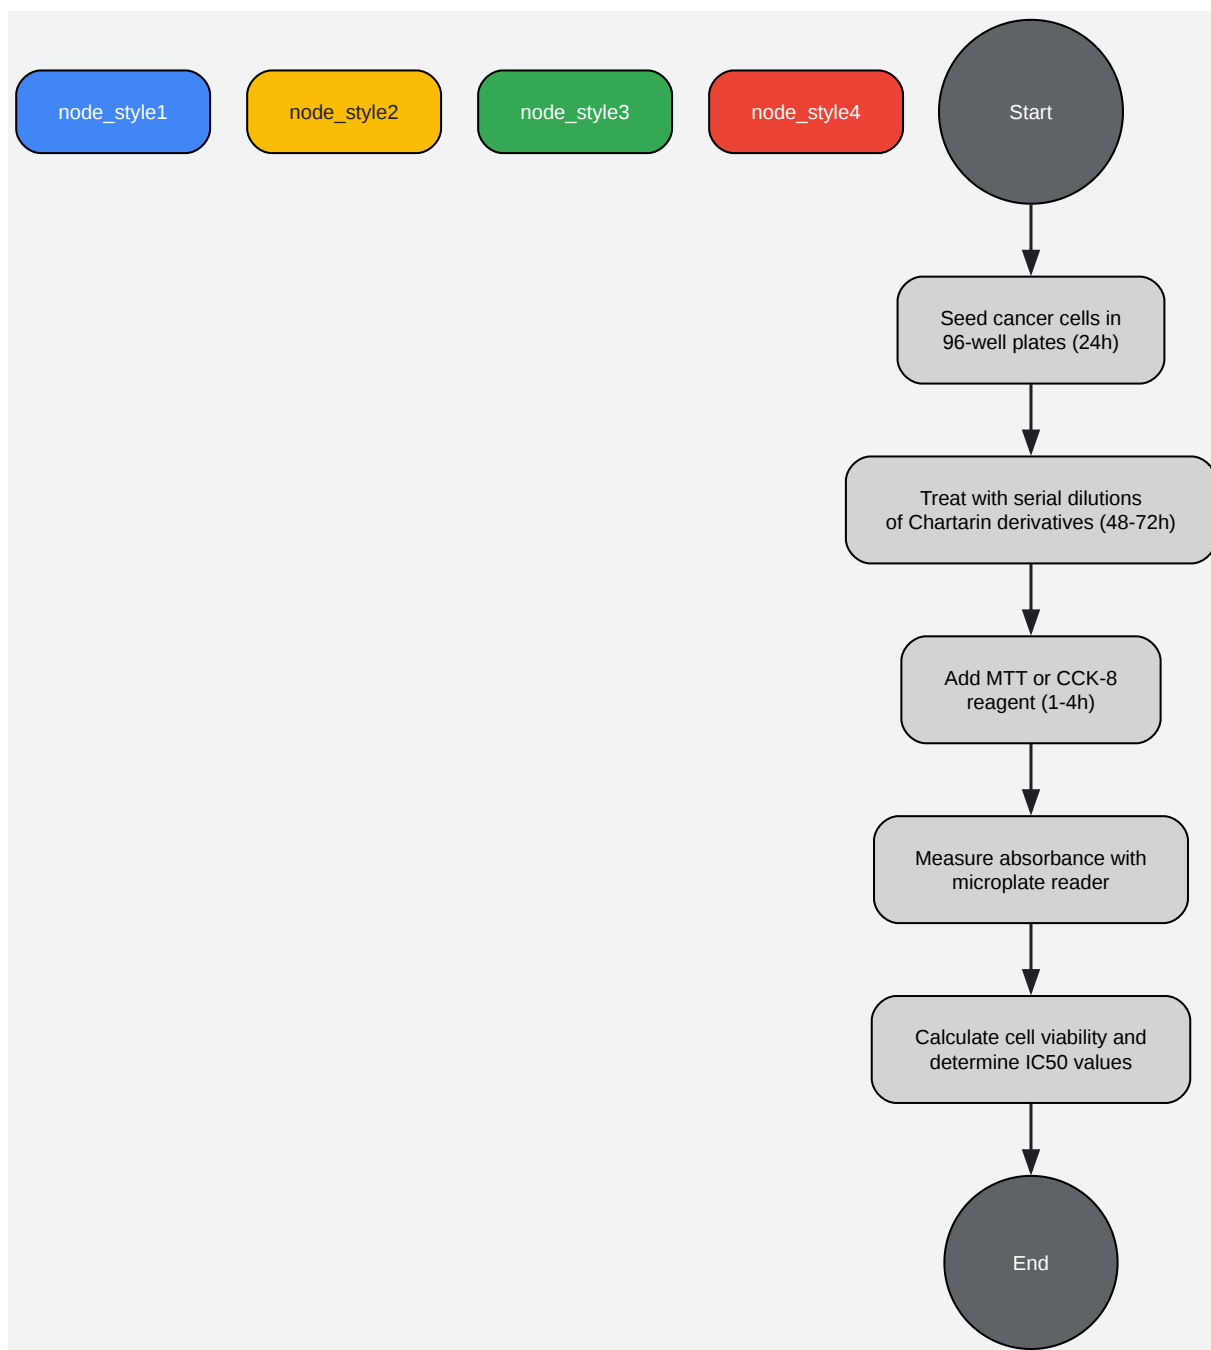 node_style1
node_style2
node_style3
node_style4
Start
Seed cancer cells in
96-well plates (24h)
Treat with serial dilutions
of Chartarin derivatives (48-72h)
Add MTT or CCK-8
reagent (1-4h)
Measure absorbance with
microplate reader
Calculate cell viability and
determine IC50 values
End